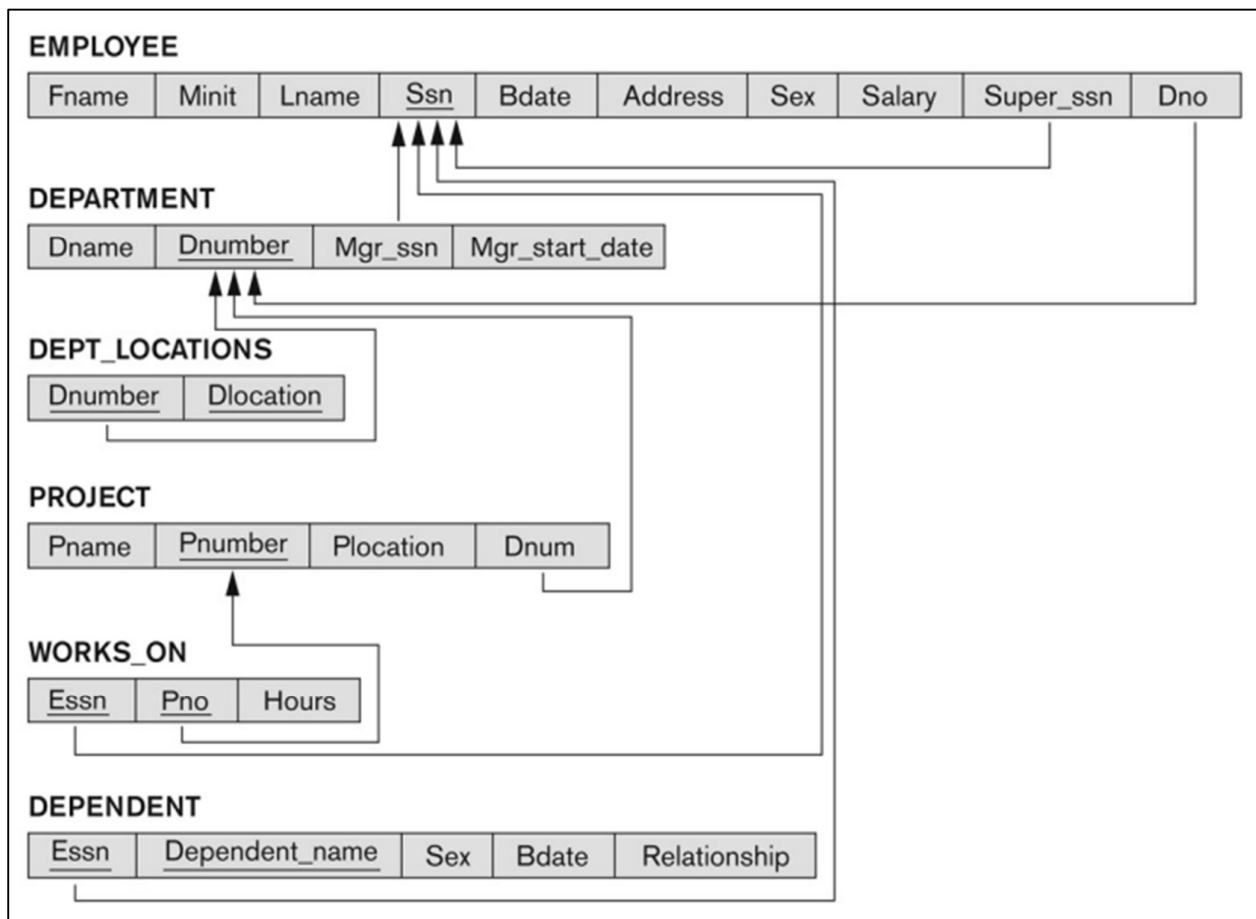 EMPLOYEE
Fname Minit Lname Ssn Bdate Address Sex Salary Super_ssn Dno
DEPARTMENT
Dname Dnumber Mgr_ssn Mgr_start_date
DEPT_LOCATIONS
Dnumber Dlocation
PROJECT
Pname Pnumber Plocation Dnum
WORKS_ON
Essn Pno Hours
DEPENDENT
Essn Dependent_name Sex Bdate Relationship